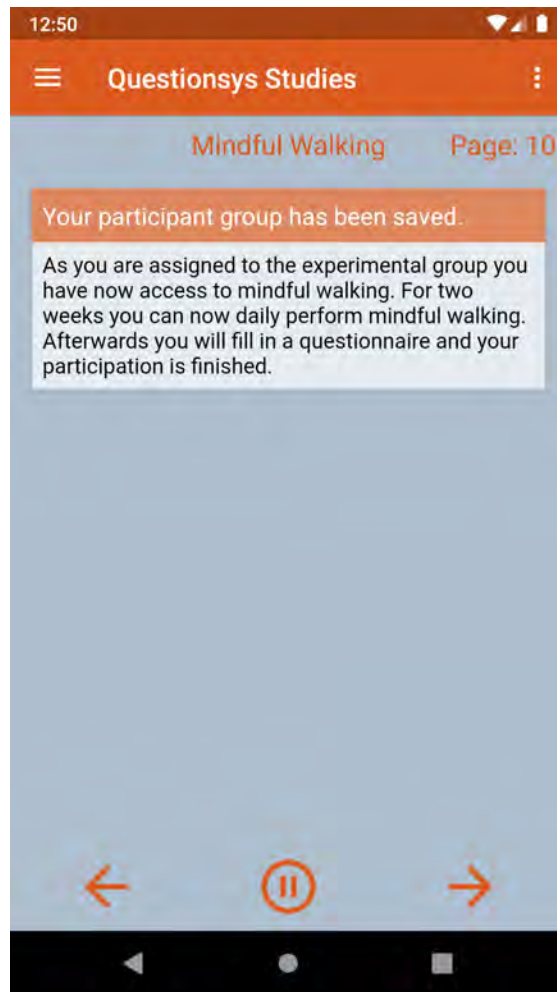 12:50
Questionsys Studies
Mindful Walking Page: 10
Your participant group has been saved.
As you are assigned to the experimental group you
have now access to mindful walking. For two
weeks you can now daily perform mindful walking.
Afterwards you will fill in a questionnaire and your
participation is finished.